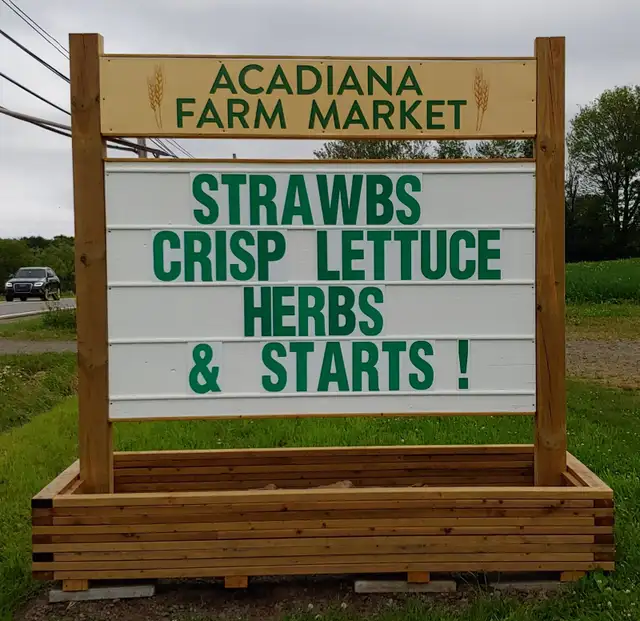 ACADIANA
FARM MARKET
STRAWBS
CRISP LETTUCE
HERBS
& STARTS !